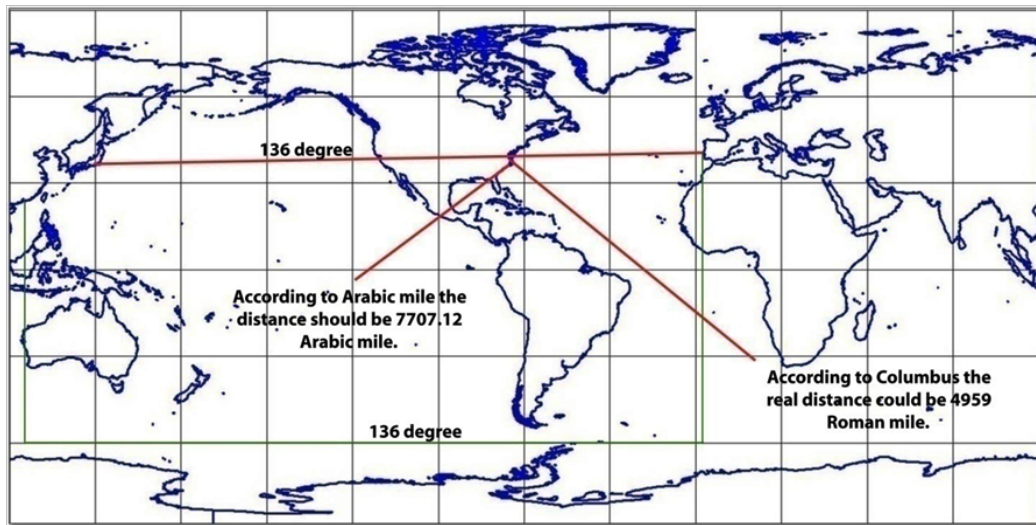 136 degree
According to Arabic mile the
distance should be 7707.12
Arabic mile.
According to Columbus the
real distance could be 4959
Roman mile.
136 degree